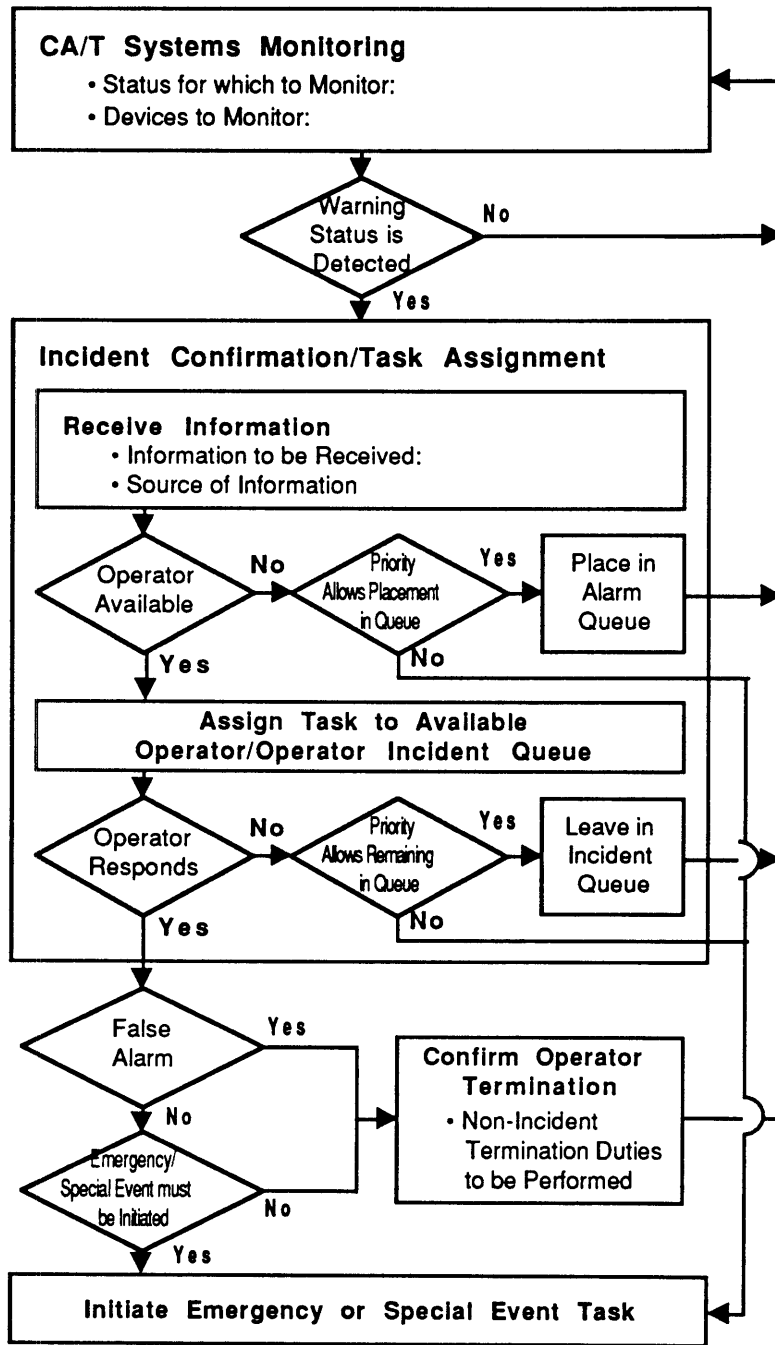 CA/T Systems Monitoring
• Status for which to Monitor:
• Devices to Monitor:
Warning
Status is
Detected
No
Yes
Incident Confirmation/Task Assignment
Receive Information
• Information to be Received:
• Source of Information
Operator
Available
No
Priority
Allows Placement
in Queue
Yes
Place in
Alarm
Queue
Yes
No
Assign Task to Available
Operator/Operator Incident Queue
Operator
Responds
No
Priority
Allows Remaining
in Queue
Yes
Leave in
Incident
Queue
Yes
No
False
Alarm
Yes
Confirm Operator
Termination
• Non-Incident
Termination Duties
to be Performed
No
Emergency/
Special Event must
be Initiated
No
Yes
Initiate Emergency or Special Event Task